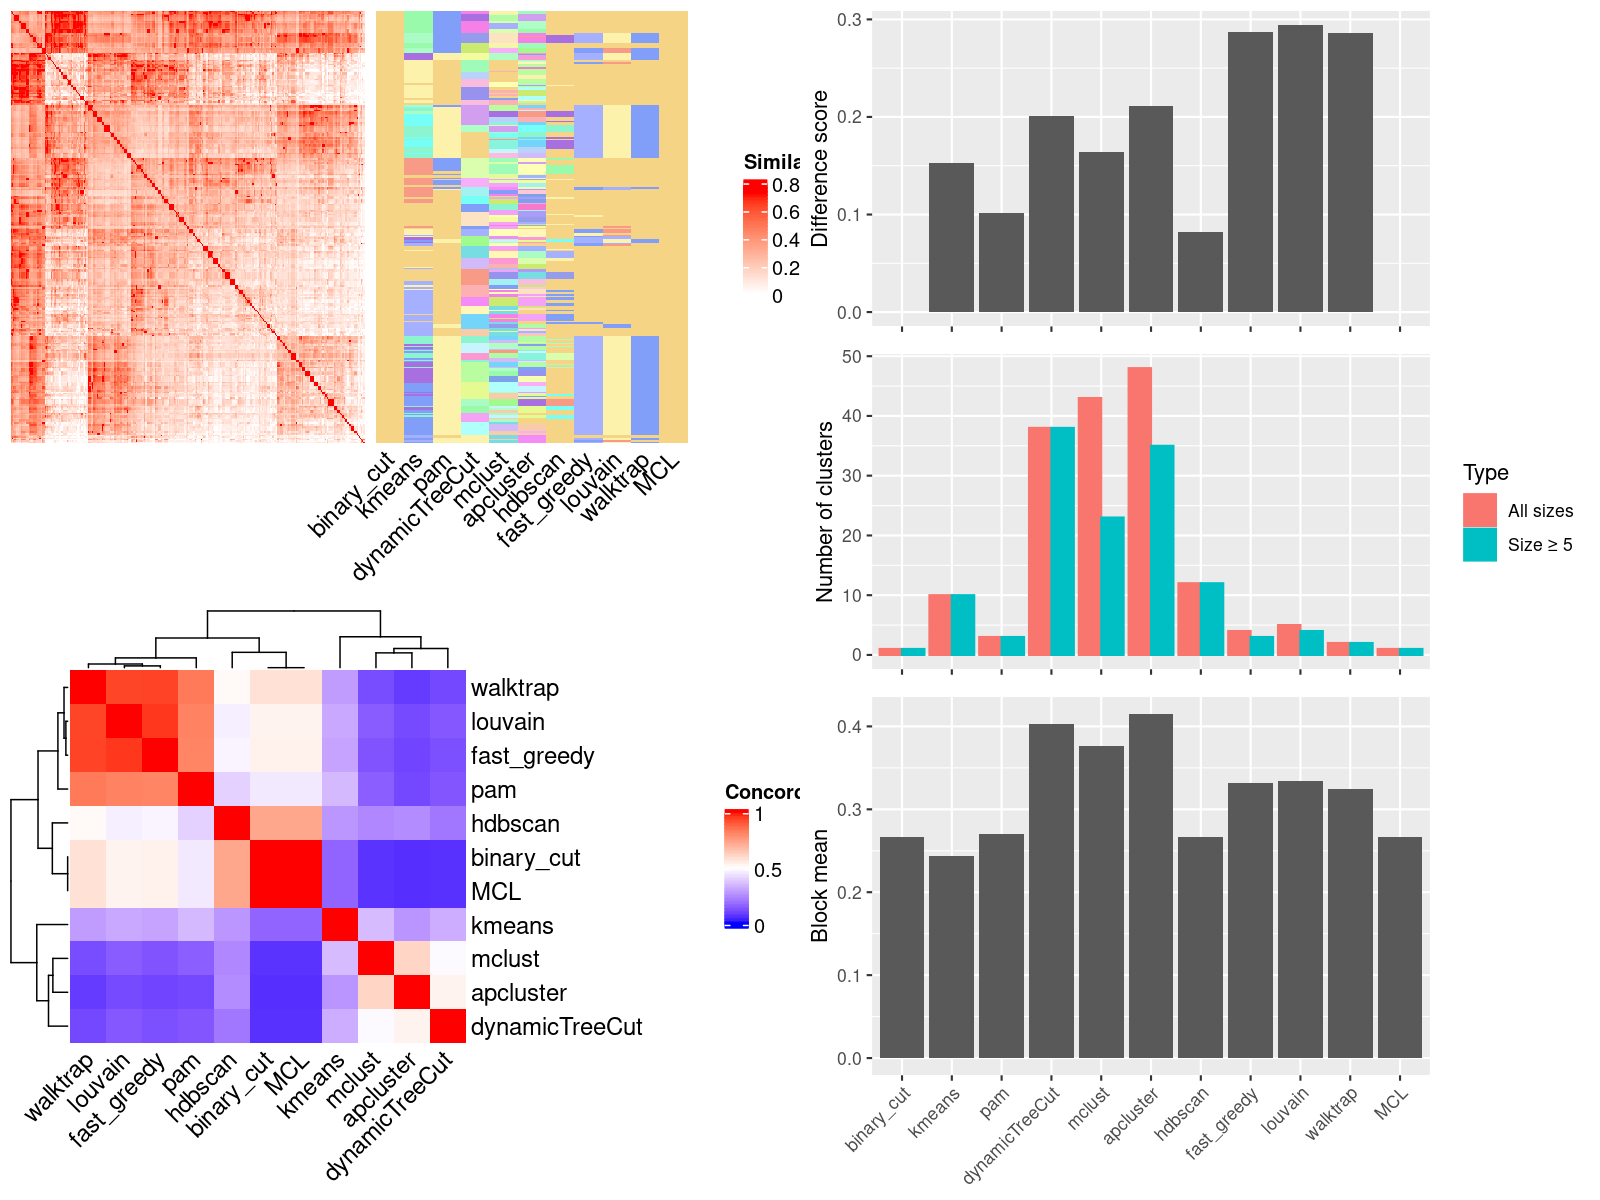 Simila
0.8
0.6
0.4
0.2
0
binary_cut
kmeans
pam
dynamicTreeCut
mclust
apcluster
hdbscan
fast_greedy
louvain
walktrap
MCL
walktrap
louvain
fast_greedy
pam
hdbscan
binary_cut
MCL
kmeans
mclust
apcluster
dynamicTreeCut
walktrap
louvain
fast_greedy
pam
hdbscan
binary_cut
MCL
kmeans
mclust
apcluster
dynamicTreeCut
Concord
1
0.5
0
Difference score
0.3
0.2
0.1
0.0
Number of clusters
50
40
30
20
10
0
Type
All sizes
Size ≥ 5
Block mean
0.4
0.3
0.2
0.1
0.0
binary_cut
kmeans
pam
dynamicTreeCut
mclust
apcluster
hdbscan
fast_greedy
louvain
walktrap
MCL